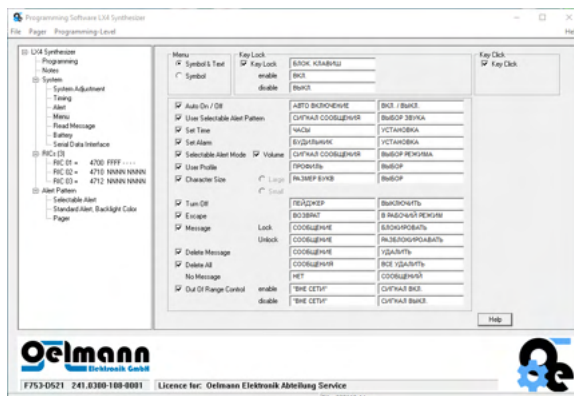 Programming Software LX4 Synthesizer
File Pager Programming-Level
LX4 Synthesizer
Programming
Notes
System
System Adjustment
Timing
Alert
Menu
Read Message
Battery
Serial Data Interface
RICs (3)
RIC 01 = 4700 FFFF - - - -
RIC 02 = 4710 NNNN NNNN
RIC 03 = 4712 NNNN NNNN
Alert Pattern
Selectable Alert
Standard Alert, Backlight Color
Pager
Menu
Symbol & Text
Symbol
Key Lock
Key Lock БЛОК. КЛАВИШ
enable ВКЛ.
disable ВЫКЛ.
Key Click
Key Click
Auto On / Off АВТО ВКЛЮЧЕНИЕ ВКЛ. / ВЫКЛ.
User Selectable Alert Pattern СИГНАЛ СООБЩЕНИЯ ВЫБОР ЗВУКА
Set Time ЧАСЫ УСТАНОВКА
Set Alarm БУДИЛЬНИК УСТАНОВКА
Selectable Alert Mode Volume СИГНАЛ СООБЩЕНИЯ ВЫБОР РЕЖИМА
User Profile ПРОФИЛЬ ВЫБОР
Character Size Large РАЗМЕР БУКВ ВЫБОР
Small
Turn Off ПЕЙДЖЕР ВЫКЛЮЧИТЬ
Escape ВОЗВРАТ В РАБОЧИЙ РЕЖИМ
Message Lock СООБЩЕНИЕ БЛОКИРОВАТЬ
Unlock СООБЩЕНИЕ РАЗБЛОКИРОАВАТЬ
Delete Message СООБЩЕНИЕ УДАЛИТЬ
Delete All СООБЩЕНИЯ ВСЕ УДАЛИТЬ
No Message НЕТ СООБЩЕНИЙ
Out Of Range Control enable "ВНЕ СЕТИ" СИГНАЛ ВКЛ.
disable "ВНЕ СЕТИ" СИГНАЛ ВЫКЛ.
Help
Oelmann
Elektronik GmbH
F753-D521 241.0300-100-0001 Licence for: Oelmann Elektronik Abteilung Service